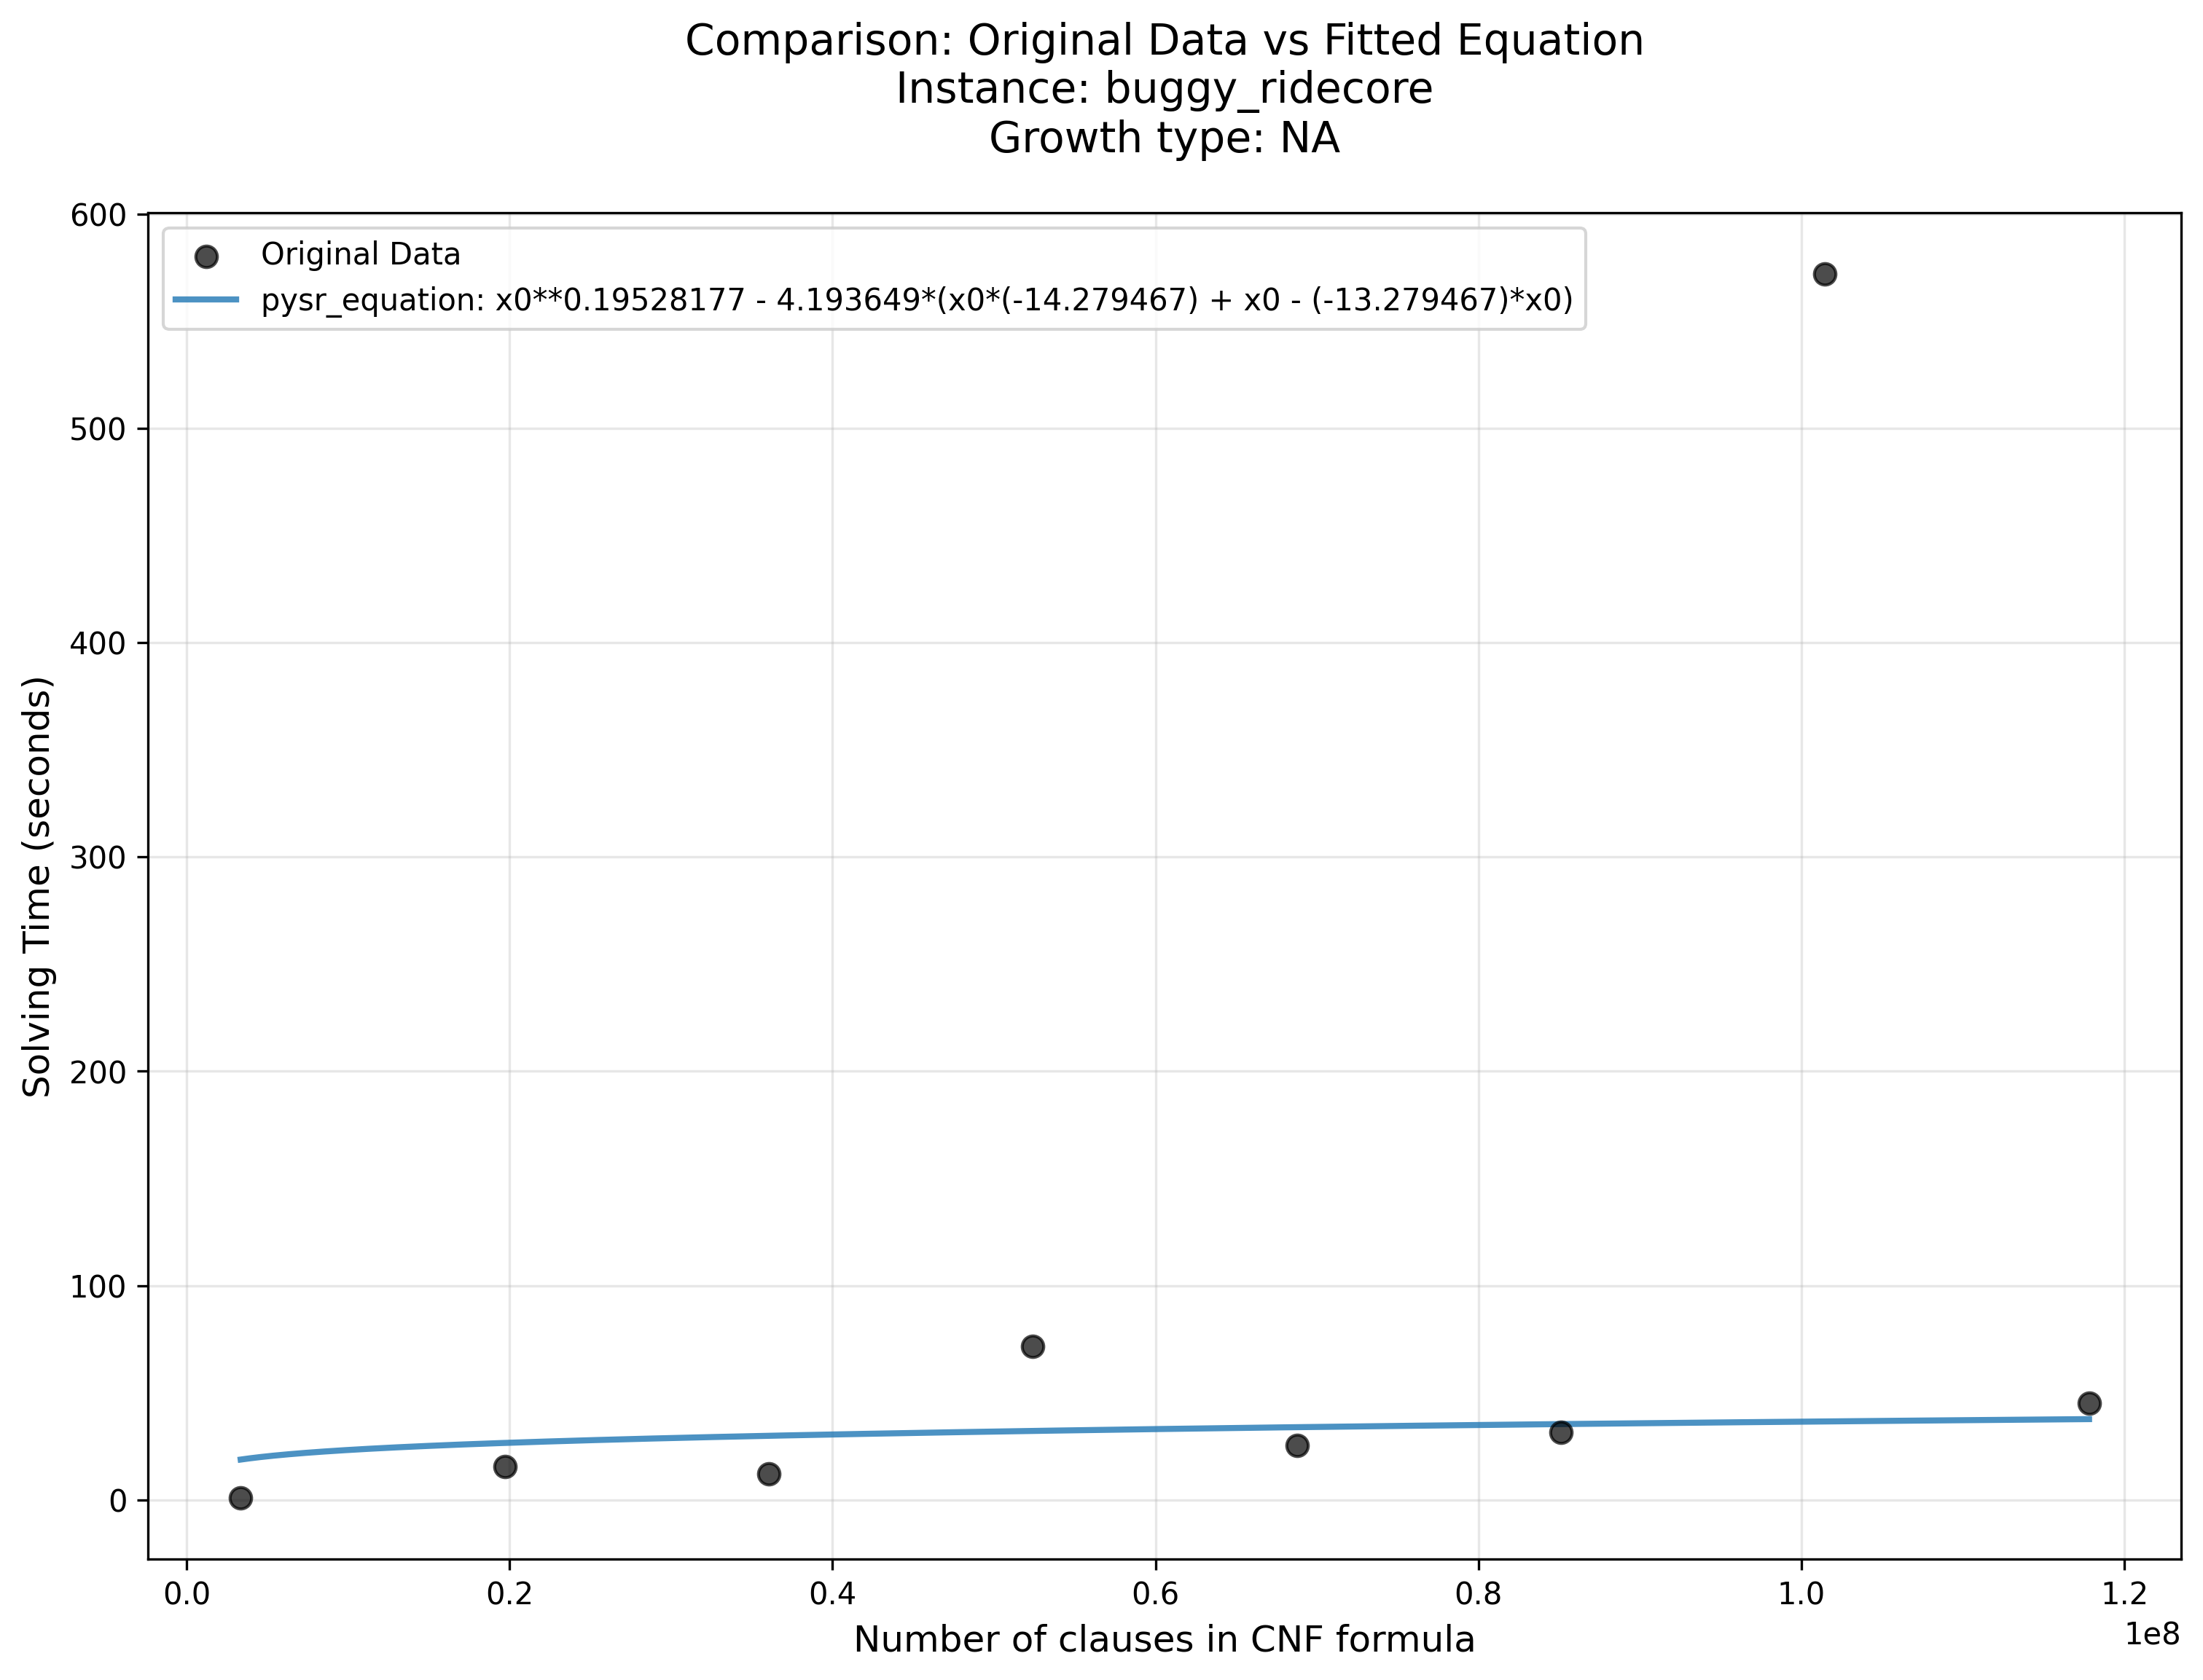 Comparison: Original Data vs Fitted Equation
Instance: buggy_ridecore
Growth type: NA
600
500
400
300
200
100
0
Solving Time (seconds)
Original Data
pysr_equation: x0**0.19528177 - 4.193649*(x0*(-14.279467) + x0 - (-13.279467)*x0)
0.0
0.2
0.4
0.6
0.8
1.0
1.2
1e8
Number of clauses in CNF formula